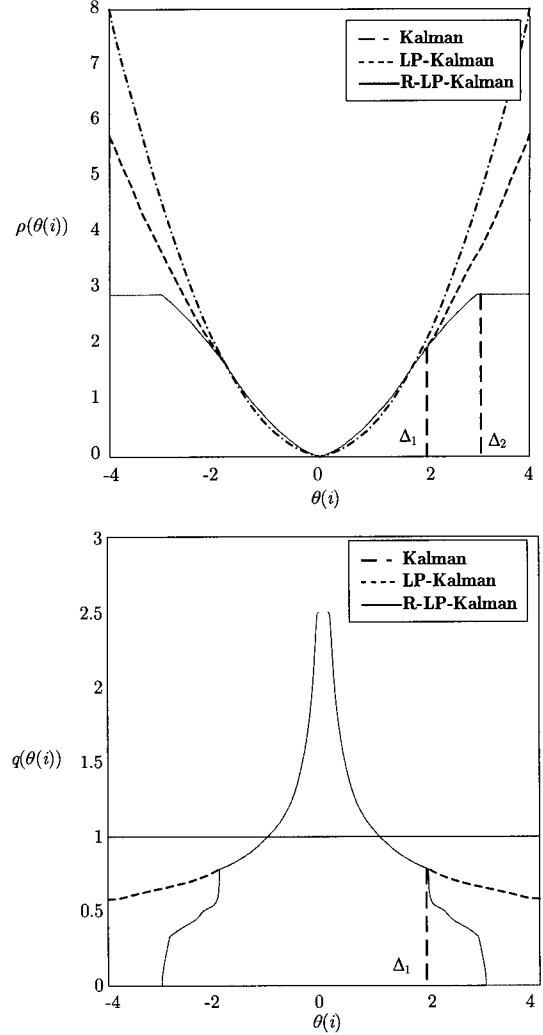 8
7
6
5
4
3
2
1
0
ρ(θ(i))
Kalman
LP-Kalman
R-LP-Kalman
Δ₁
Δ₂
-4
-2
0
2
4
θ(i)
3
2.5
2
1.5
1
0.5
0
q(θ(i))
Kalman
LP-Kalman
R-LP-Kalman
Δ₁
-4
-2
0
2
4
θ(i)